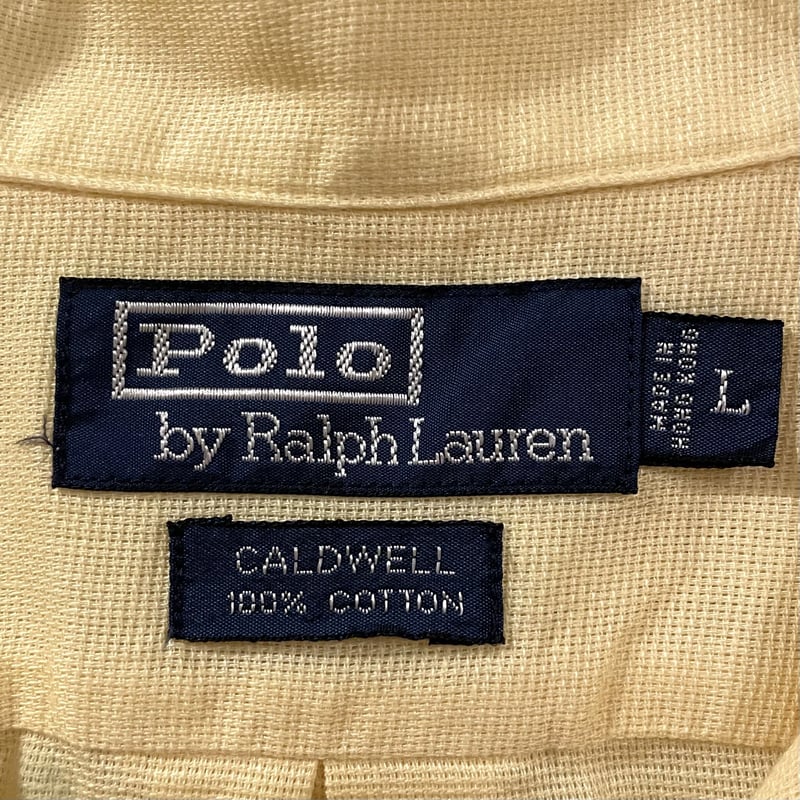 Polo
by Ralph Lauren
MADE IN
HONG KONG
L
CALDWELL
100% COTTON